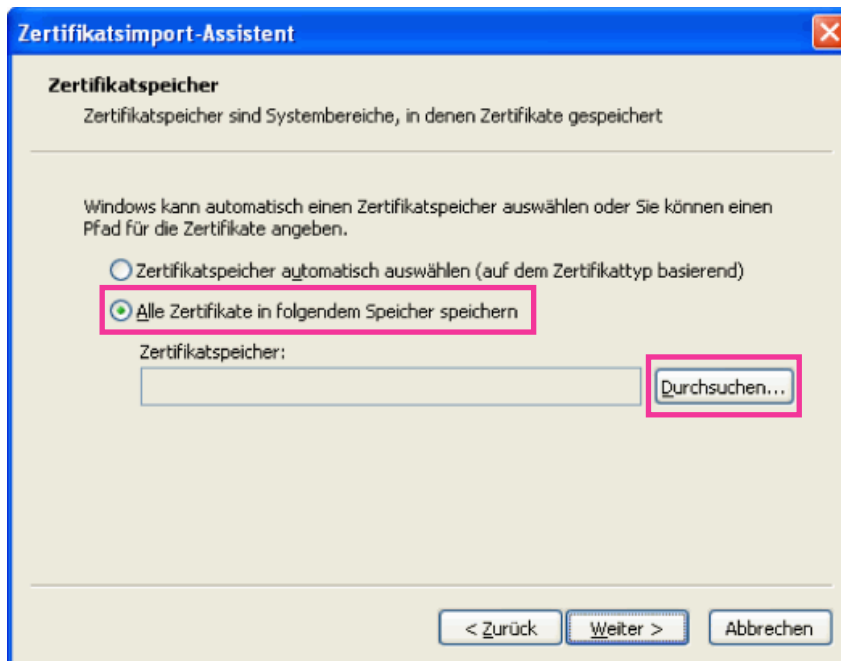 Zertifikatsimport-Assistent
Zertifikatspeicher
Zertifikatspeicher sind Systembereiche, in denen Zertifikate gespeichert
Windows kann automatisch einen Zertifikatspeicher auswählen oder Sie können einen
Pfad für die Zertifikate angeben.
Zertifikatspeicher automatisch auswählen (auf dem Zertifikattyp basierend)
Alle Zertifikate in folgendem Speicher speichern
Zertifikatspeicher:
Durchsuchen...
< Zurück Weiter > Abbrechen